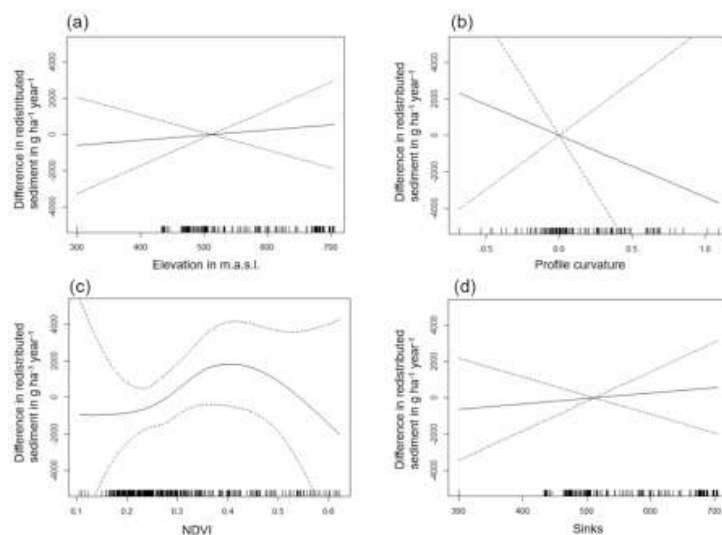 (a)
Difference in redistributed
sediment in g ha⁻¹ year⁻¹
4000
2000
0
-2000
-4000
300
400
500
600
700
Elevation in m.a.s.l.
(b)
Difference in redistributed
sediment in g ha⁻¹ year⁻¹
4000
2000
0
-2000
-4000
-0.5
0.0
0.5
1.0
Profile curvature
(c)
Difference in redistributed
sediment in g ha⁻¹ year⁻¹
4000
2000
0
-2000
-4000
0.1
0.2
0.3
0.4
0.5
0.6
NDVI
(d)
Difference in redistributed
sediment in g ha⁻¹ year⁻¹
4000
2000
0
-2000
-4000
300
400
500
600
700
Sinks